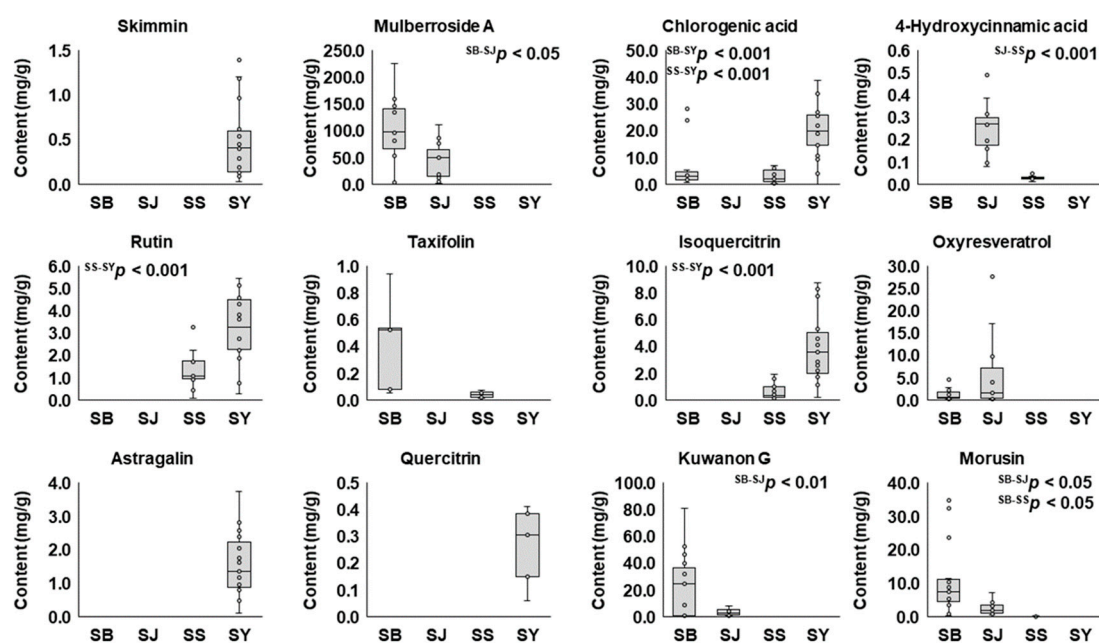 Skimmin
Content (mg/g)
1.5
1.0
0.5
0.0
SB SJ SS SY
Mulberroside A
SB-SJ p < 0.05
Content (mg/g)
250.0
200.0
150.0
100.0
50.0
0.0
SB SJ SS SY
Chlorogenic acid
SB-SY p < 0.001
SS-SY p < 0.001
Content (mg/g)
50.0
40.0
30.0
20.0
10.0
0.0
SB SJ SS SY
4-Hydroxycinnamic acid
SJ-SS p < 0.001
Content (mg/g)
0.6
0.5
0.4
0.3
0.2
0.1
0.0
SB SJ SS SY
Rutin
SS-SY p < 0.001
Content (mg/g)
6.0
5.0
4.0
3.0
2.0
1.0
0.0
SB SJ SS SY
Taxifolin
Content (mg/g)
1.0
0.8
0.6
0.4
0.2
0.0
SB SJ SS SY
Isoquercitrin
SS-SY p < 0.001
Content (mg/g)
10.0
8.0
6.0
4.0
2.0
0.0
SB SJ SS SY
Oxyresveratrol
Content (mg/g)
30.0
25.0
20.0
15.0
10.0
5.0
0.0
SB SJ SS SY
Astragalin
Content (mg/g)
4.0
3.0
2.0
1.0
0.0
SB SJ SS SY
Quercitrin
Content (mg/g)
0.5
0.4
0.3
0.2
0.1
0.0
SB SJ SS SY
Kuwanon G
SB-SJ p < 0.01
Content (mg/g)
100.0
80.0
60.0
40.0
20.0
0.0
SB SJ SS SY
Morusin
SB-SJ p < 0.05
SB-SS p < 0.05
Content (mg/g)
40.0
30.0
20.0
10.0
0.0
SB SJ SS SY